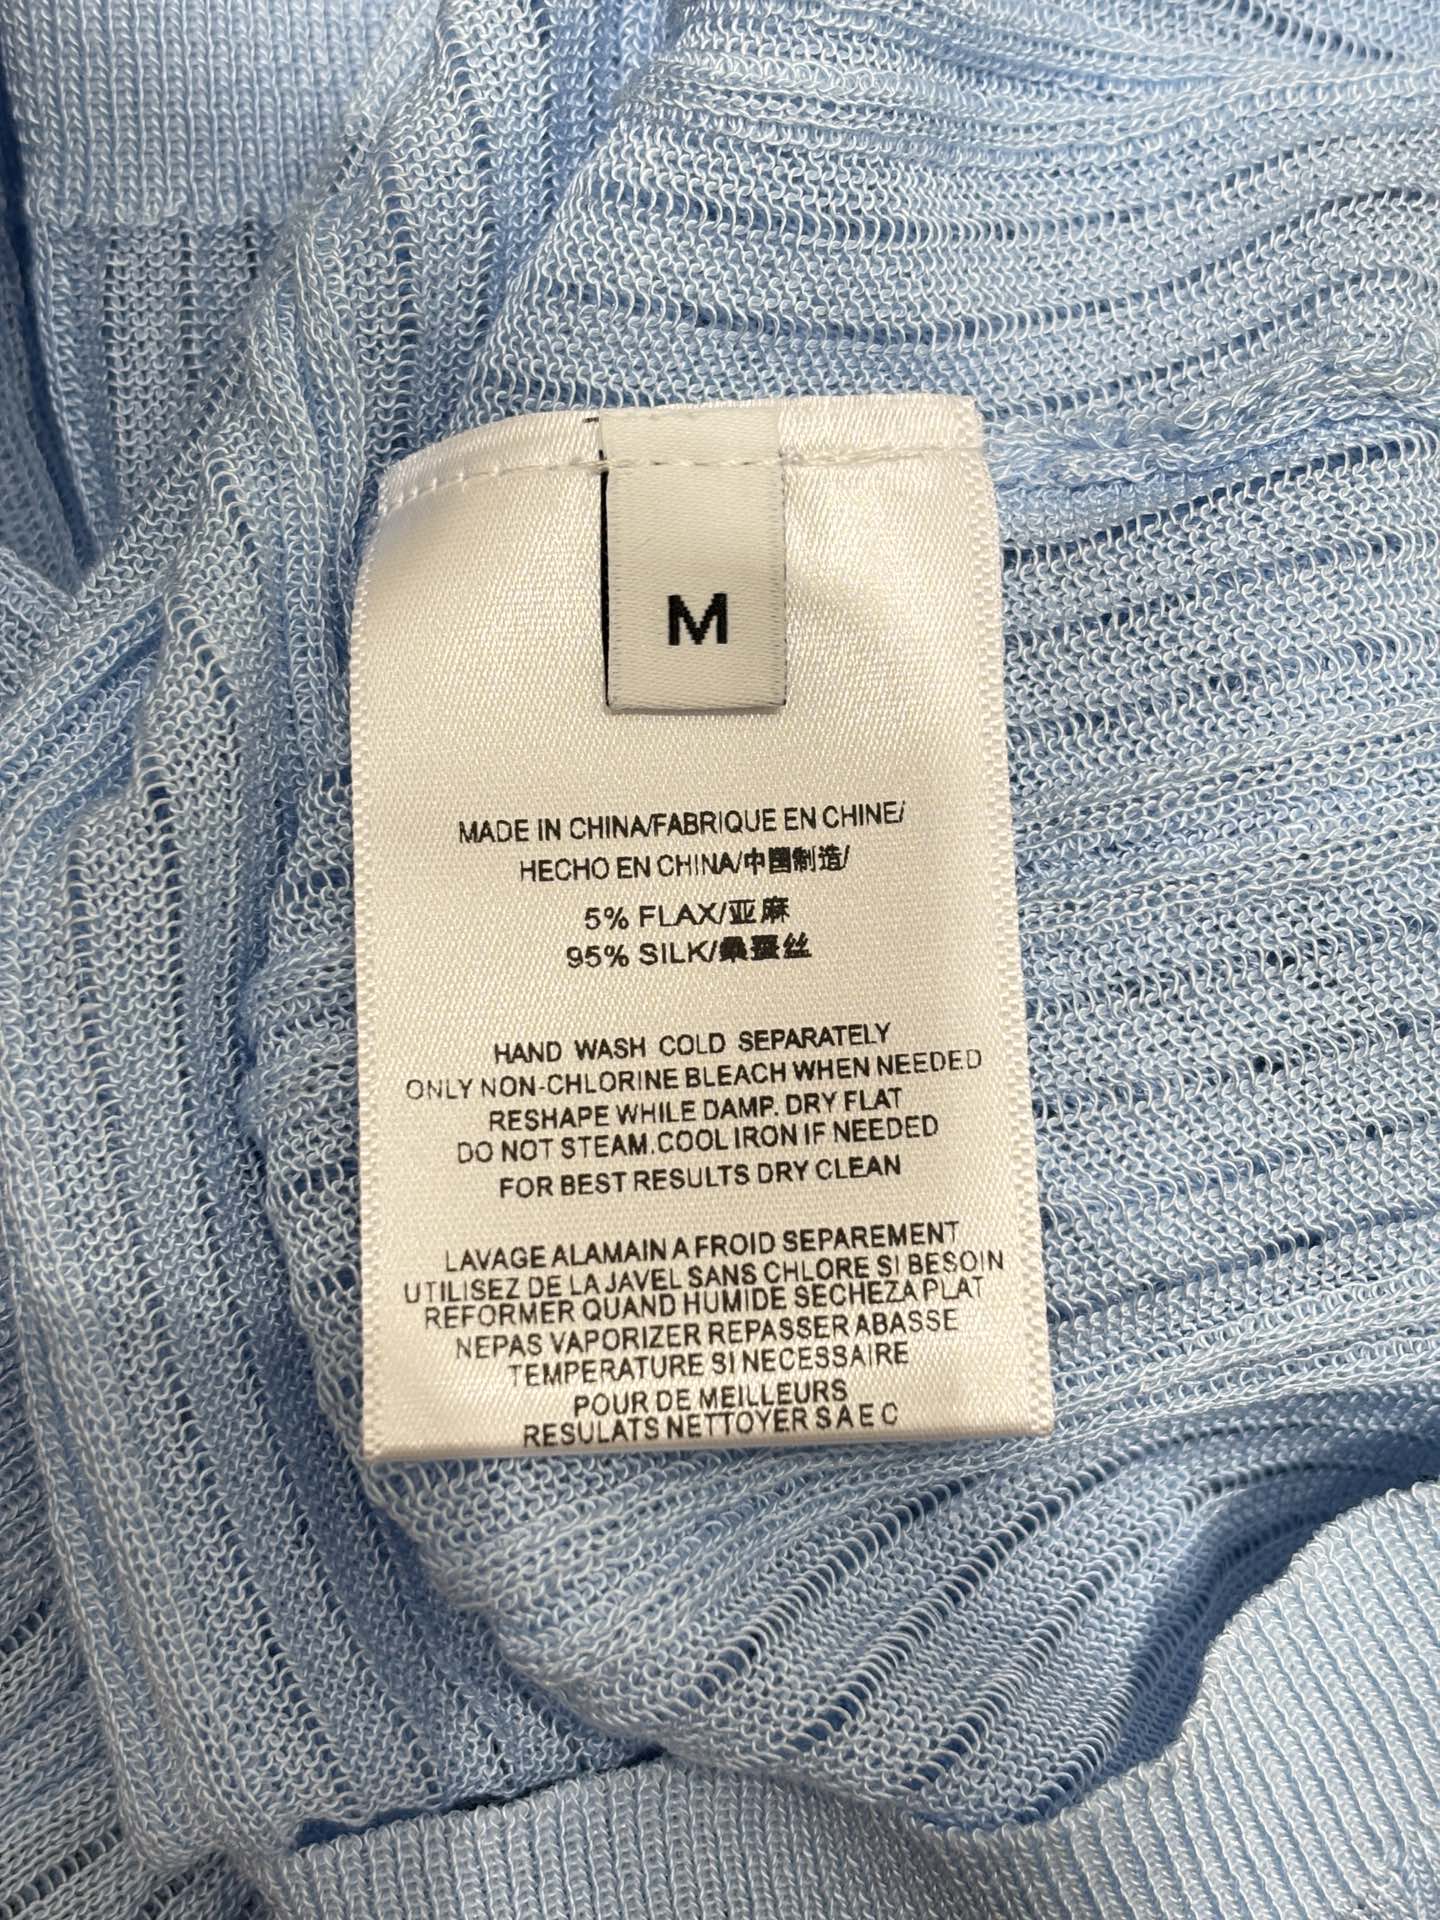 M
MADE IN CHINA/FABRIQUE EN CHINE/
HECHO EN CHINA/中國制造/
5% FLAX/亚麻
95% SILK/桑蚕丝
HAND WASH COLD SEPARATELY
ONLY NON-CHLORINE BLEACH WHEN NEEDED
RESHAPE WHILE DAMP. DRY FLAT
DO NOT STEAM.COOL IRON IF NEEDED
FOR BEST RESULTS DRY CLEAN
LAVAGE ALAMAIN A FROID SEPAREMENT
UTILISEZ DE LA JAVEL SANS CHLORE SI BESOIN
REFORMER QUAND HUMIDE SECHEZA PLAT
NEPAS VAPORIZER REPASSER ABASSE
TEMPERATURE SI NECESSAIRE
POUR DE MEILLEURS
RESULATS NETTOYER S A E C